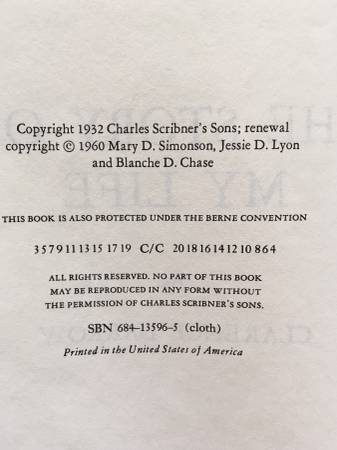 Copyright 1932 Charles Scribner's Sons; renewal
copyright © 1960 Mary D. Simonson, Jessie D. Lyon
and Blanche D. Chase
THIS BOOK IS ALSO PROTECTED UNDER THE BERNE CONVENTION
3 5 7 9 11 13 15 17 19 C/C 20 18 16 14 12 10 8 6 4
ALL RIGHTS RESERVED. NO PART OF THIS BOOK
MAY BE REPRODUCED IN ANY FORM WITHOUT
THE PERMISSION OF CHARLES SCRIBNER'S SONS.
SBN 684-13596-5 (cloth)
Printed in the United States of America